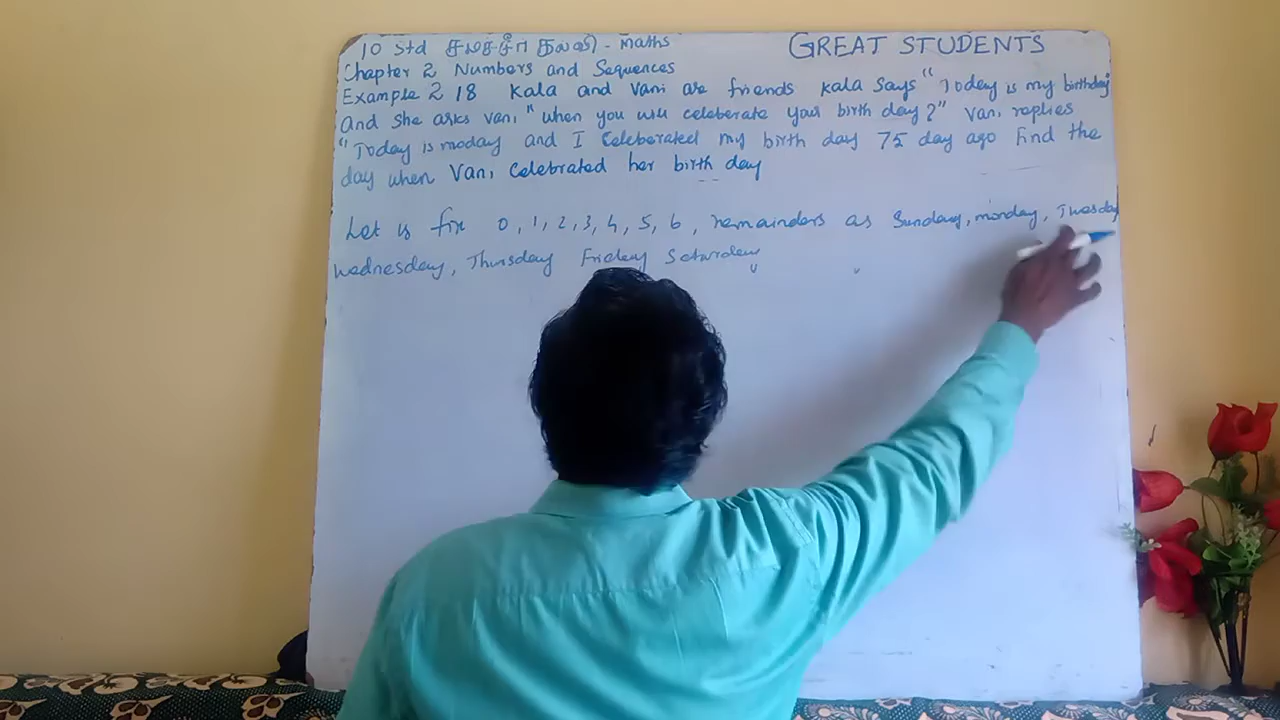 10 std - maths
GREAT STUDENTS
Chapter 2 Numbers and Sequences
Example 2 18 Kala and Vani are friends Kala says "Today is my birthday
and she asks Vani "when you will celeberate your birth day?" Vani replies
"Today is moday and I Celeberated my birth day 75 day ago Find the
day when Vani Celebrated her birth day
Let is fix 0, 1, 2, 3, 4, 5, 6, remainders as Sunday, monday, Tuesday
Wednesday, Thursday Friday Saturday